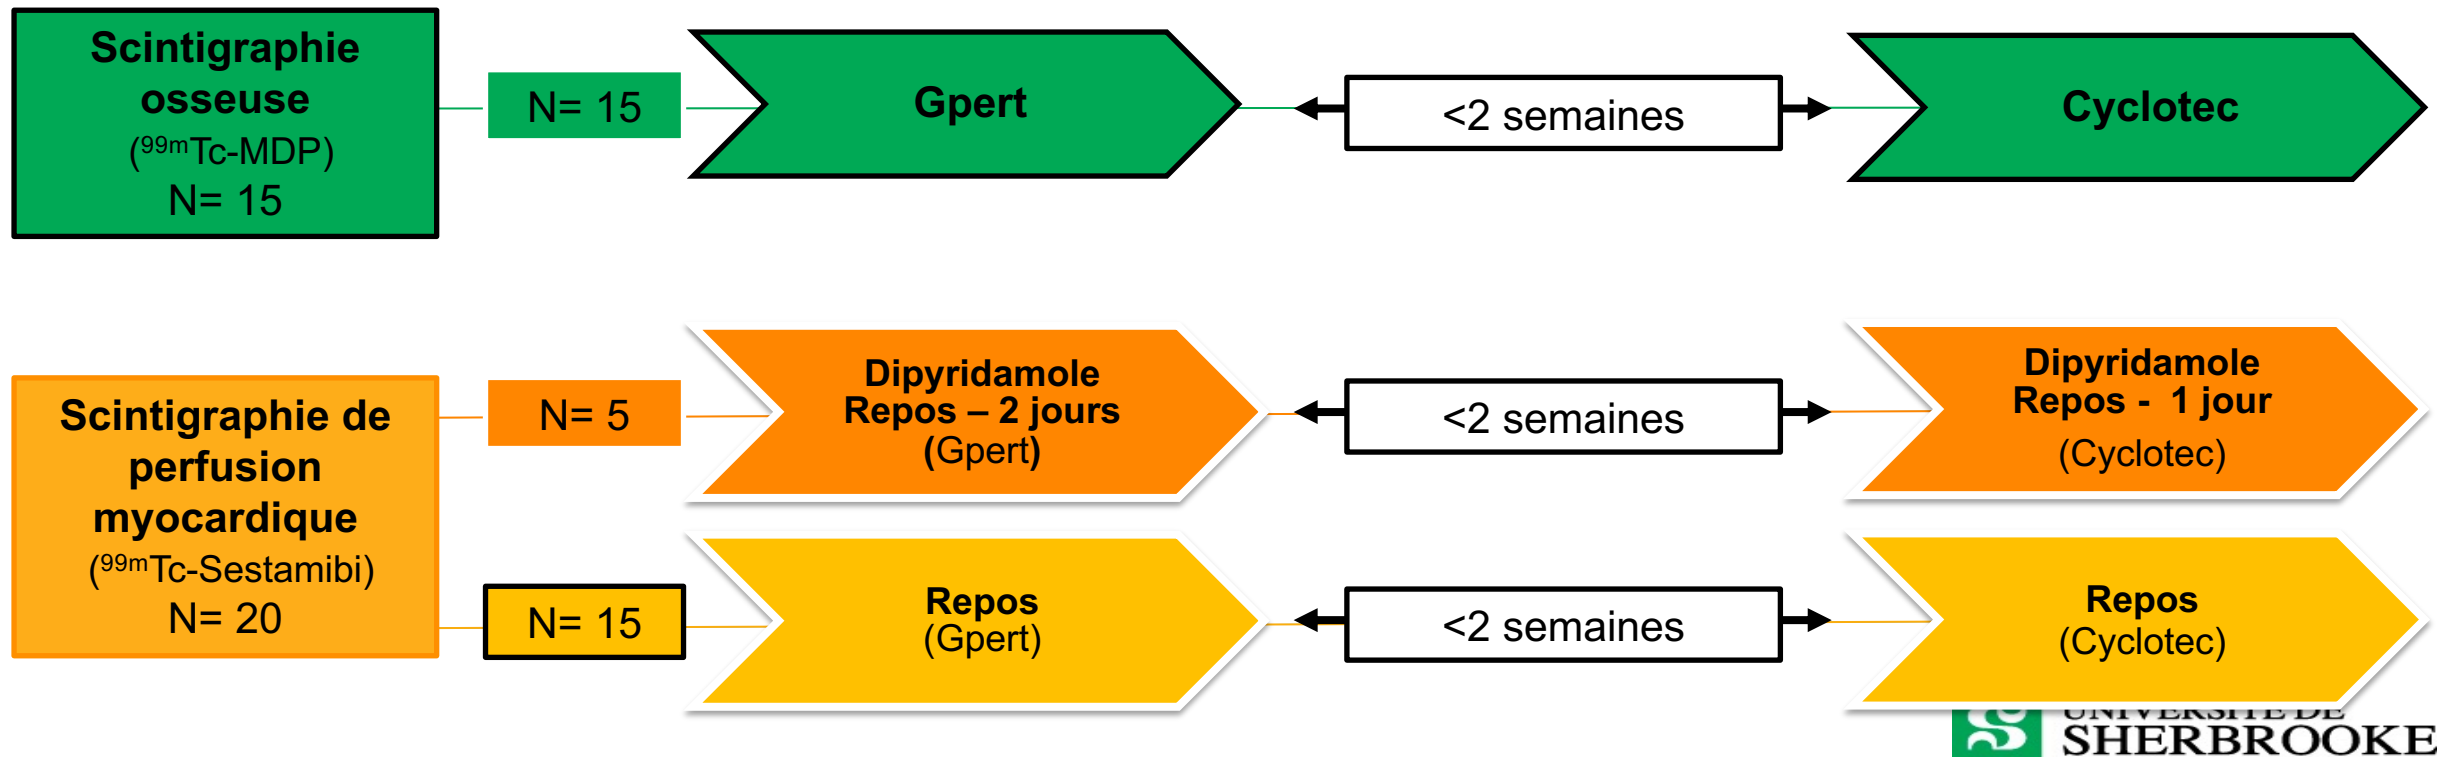 Scintigraphie
osseuse
(99mTc-MDP)
N= 15
N= 15
Gpert
<2 semaines
Cyclotec
Scintigraphie de
perfusion
myocardique
(99mTc-Sestamibi)
N= 20
N= 5
Dipyridamole
Repos – 2 jours
(Gpert)
<2 semaines
Dipyridamole
Repos - 1 jour
(Cyclotec)
N= 15
Repos
(Gpert)
<2 semaines
Repos
(Cyclotec)
UNIVERSITÉ DE
SHERBROOKE